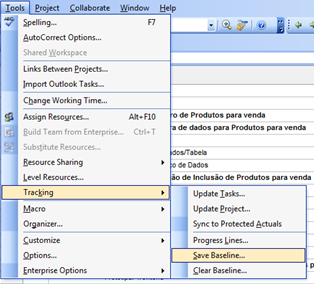 Tools Project Collaborate Window Help
Spelling... F7
AutoCorrect Options...
Shared Workspace
Links Between Projects...
Import Outlook Tasks...
Change Working Time...
Assign Resources... Alt+F10
Build Team from Enterprise... Ctrl+T
Substitute Resources...
Resource Sharing
Level Resources...
Tracking
Macro
Organizer...
Customize
Options...
Enterprise Options
ro de Produtos para venda
ra de dados para Produtos para venda
ados/Tabela
co de Dados
ão de Inclusão de Produtos para venda
Update Tasks...
Update Project...
Sync to Protected Actuals
Progress Lines...
Save Baseline...
Clear Baseline...